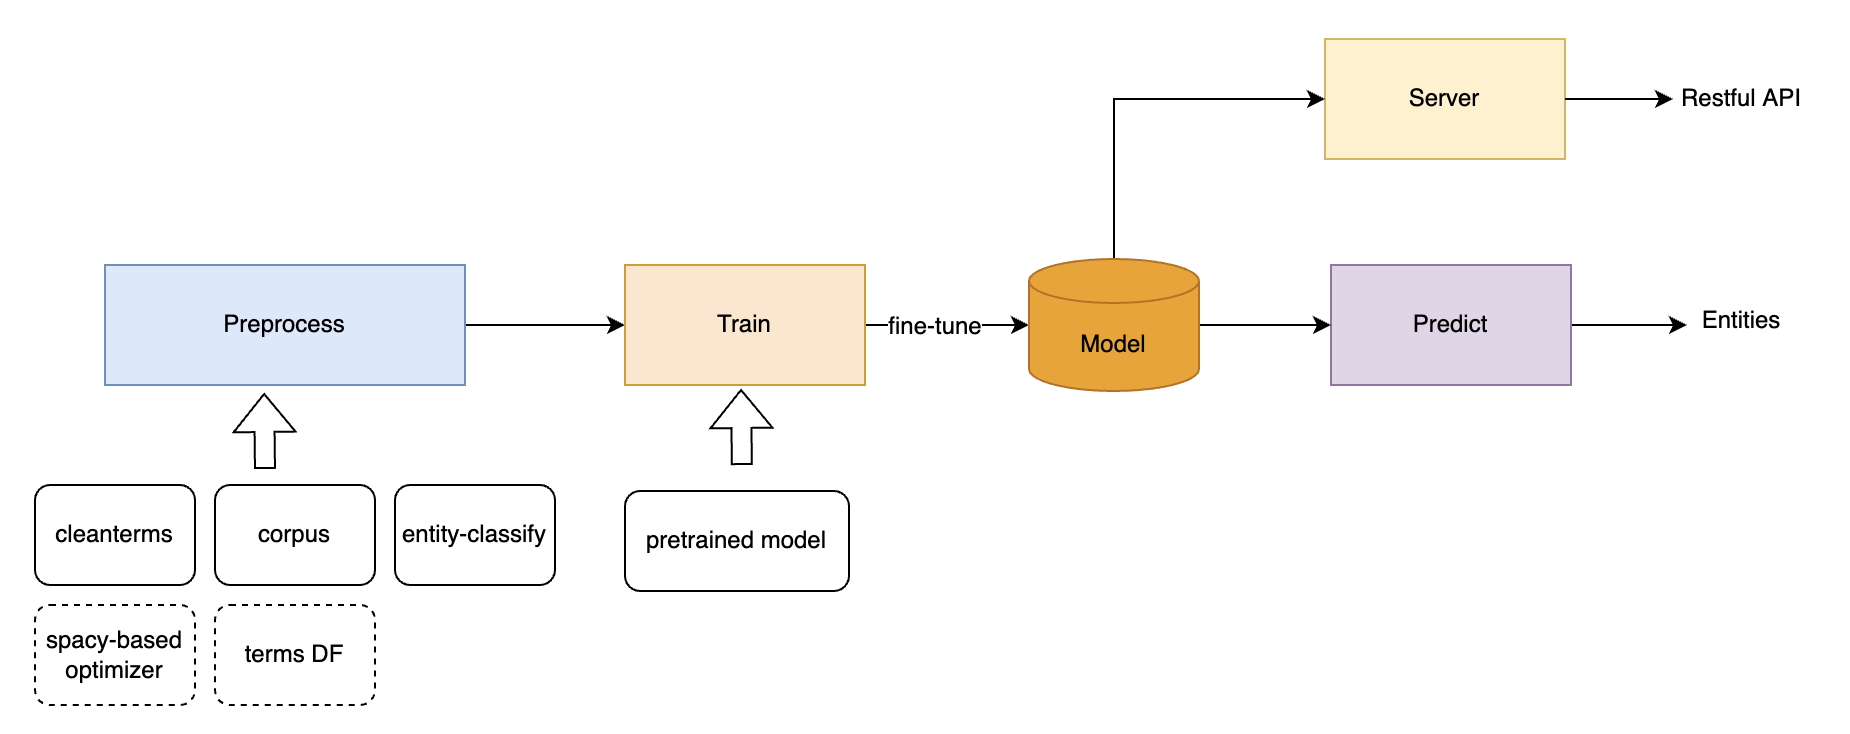 Server
Restful API
Preprocess
Train
fine-tune
Model
Predict
Entities
cleanterms
corpus
entity-classify
pretrained model
spacy-based
optimizer
terms DF